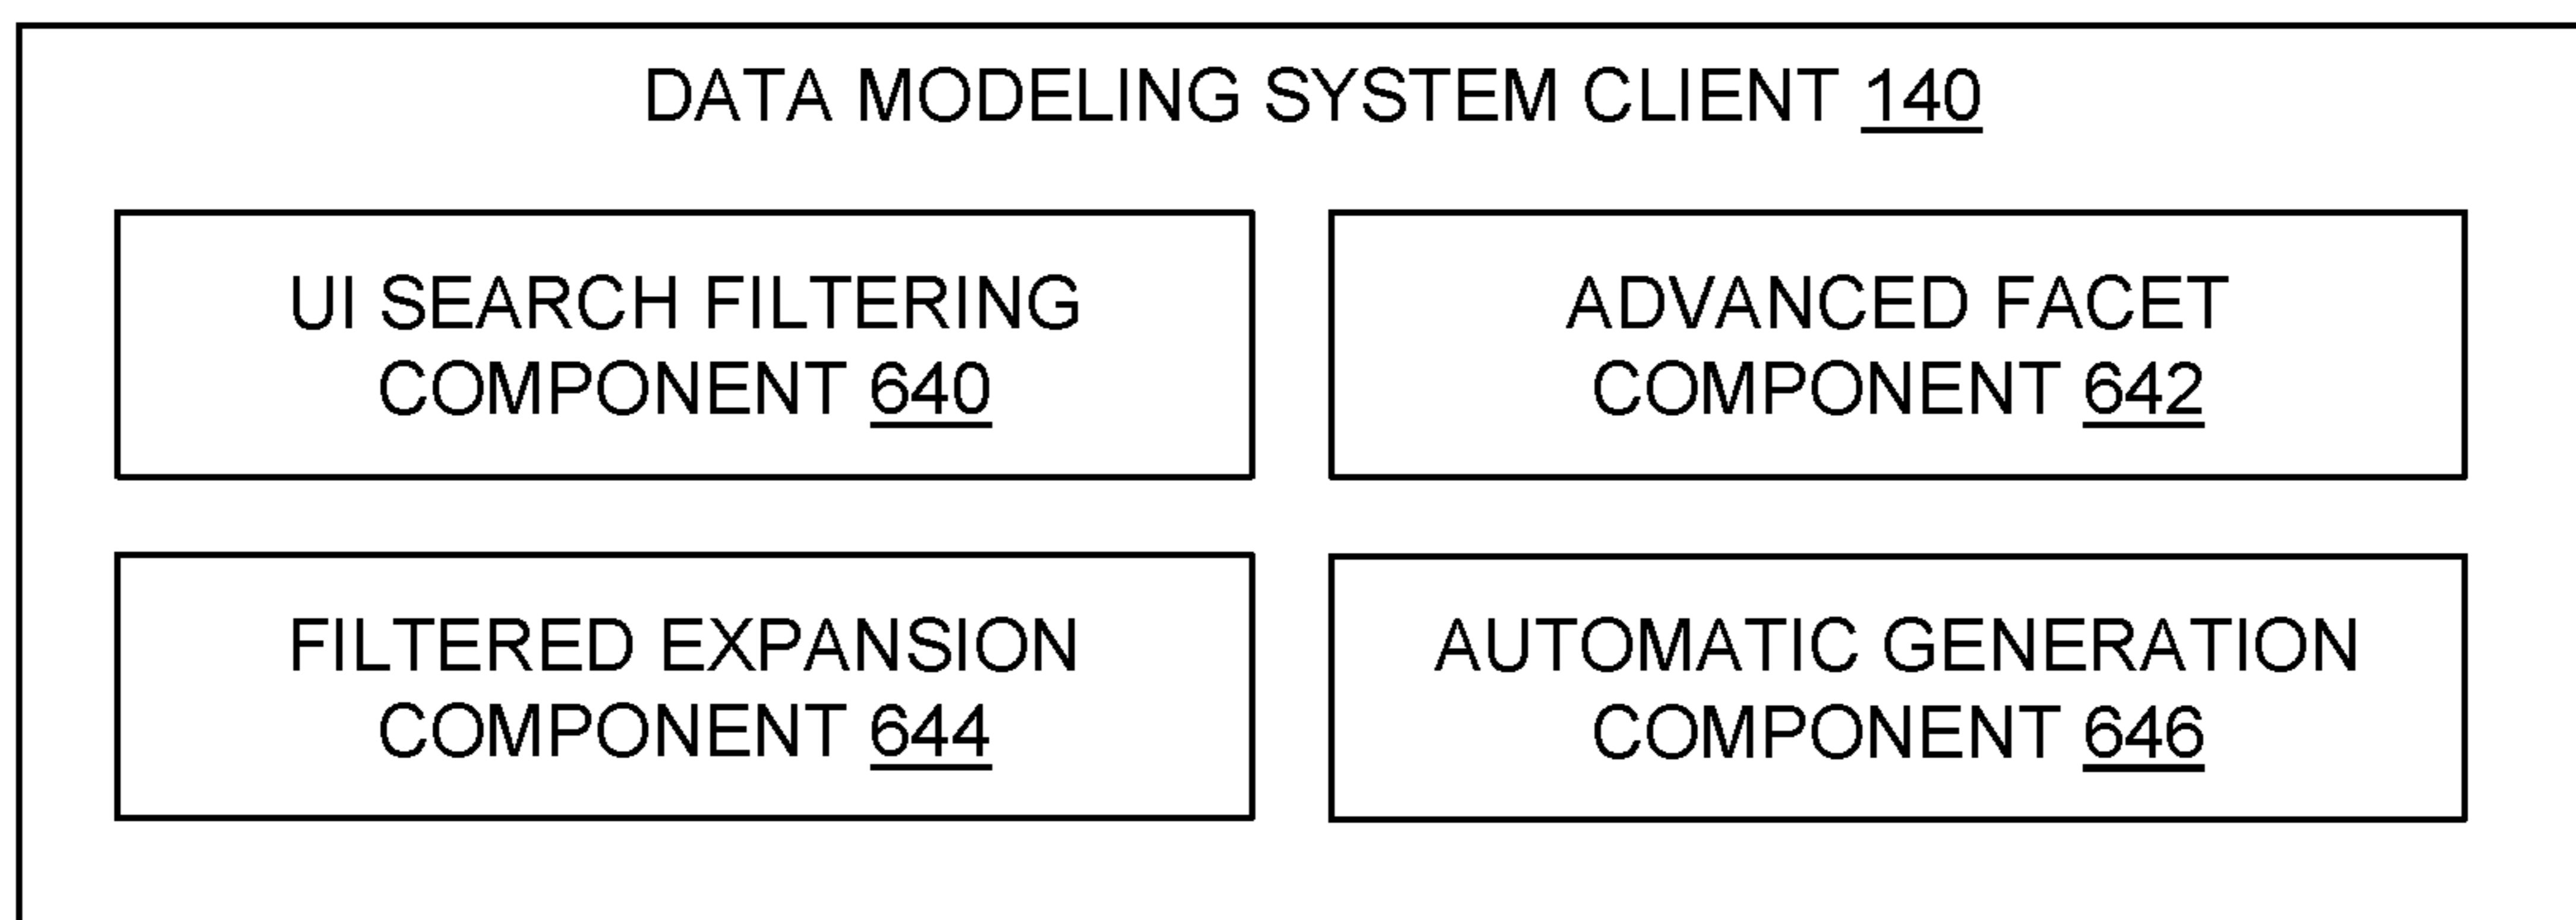 DATA MODELING SYSTEM CLIENT 140
UI SEARCH FILTERING
COMPONENT 640
ADVANCED FACET
COMPONENT 642
FILTERED EXPANSION
COMPONENT 644
AUTOMATIC GENERATION
COMPONENT 646